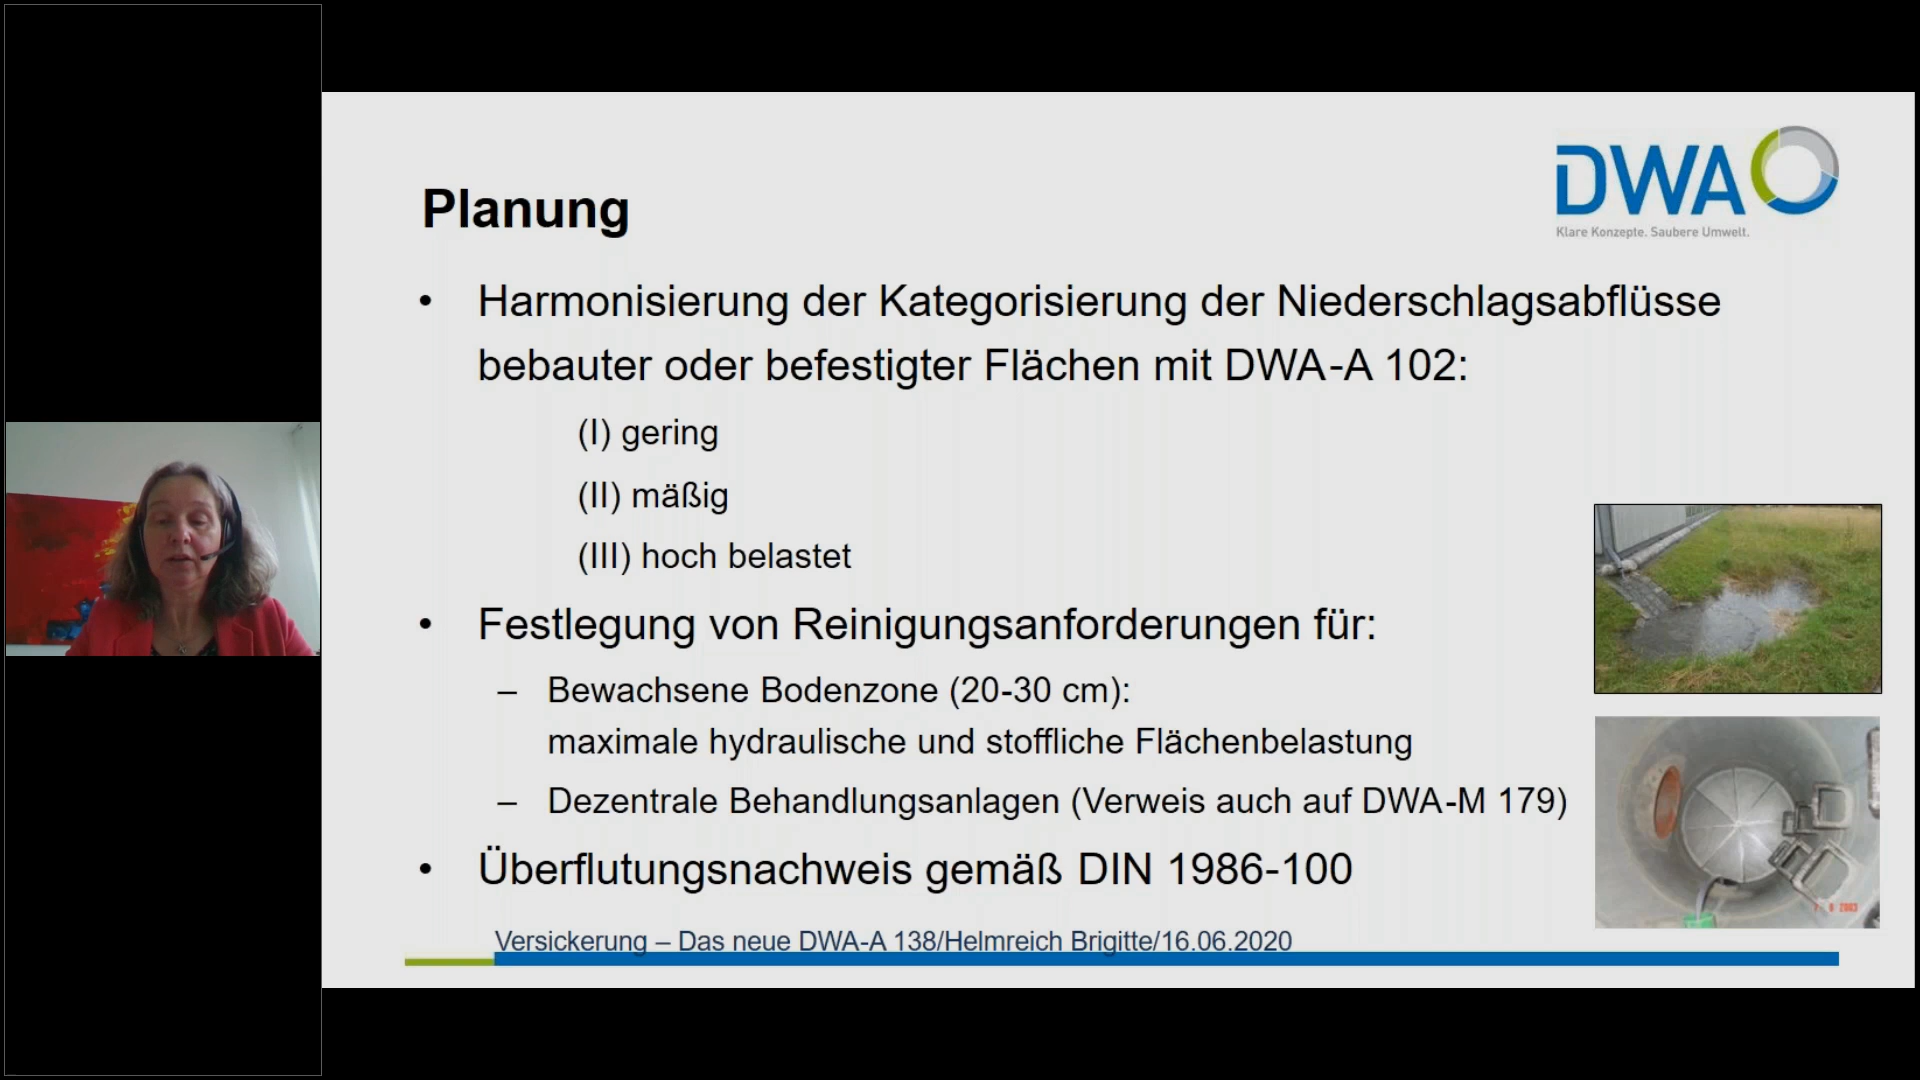 DWA
Klare Konzepte. Saubere Umwelt.
Planung
• Harmonisierung der Kategorisierung der Niederschlagsabflüsse
bebauter oder befestigter Flächen mit DWA-A 102:
(I) gering
(II) mäßig
(III) hoch belastet
• Festlegung von Reinigungsanforderungen für:
– Bewachsene Bodenzone (20-30 cm):
maximale hydraulische und stoffliche Flächenbelastung
– Dezentrale Behandlungsanlagen (Verweis auch auf DWA-M 179)
• Überflutungsnachweis gemäß DIN 1986-100
Versickerung – Das neue DWA-A 138/Helmreich Brigitte/16.06.2020